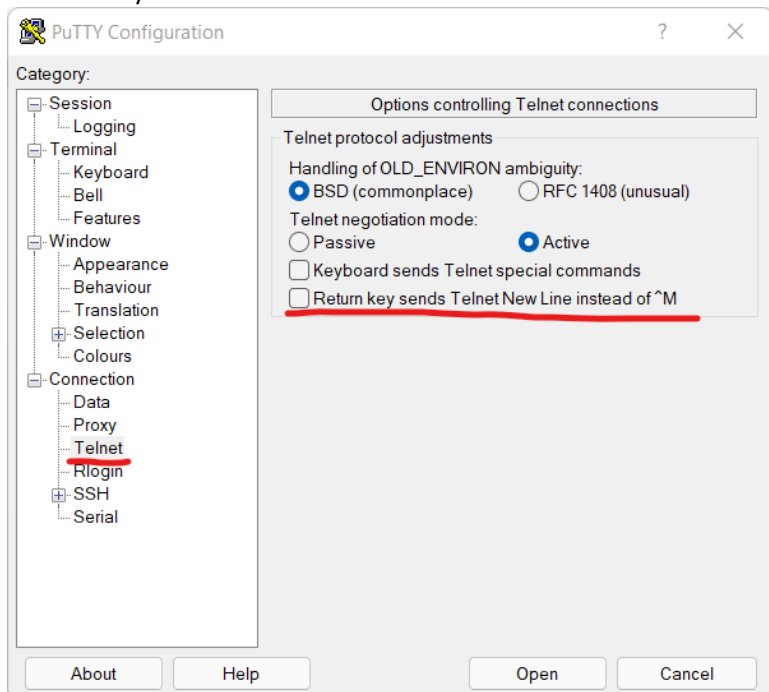 PuTTY Configuration
?
Category:
Session
Logging
Terminal
Keyboard
Bell
Features
Window
Appearance
Behaviour
Translation
Selection
Colours
Connection
Data
Proxy
Telnet
Rlogin
SSH
Serial
Options controlling Telnet connections
Telnet protocol adjustments
Handling of OLD_ENVIRON ambiguity:
BSD (commonplace) RFC 1408 (unusual)
Telnet negotiation mode:
Passive Active
Keyboard sends Telnet special commands
Return key sends Telnet New Line instead of ^M
About Help Open Cancel